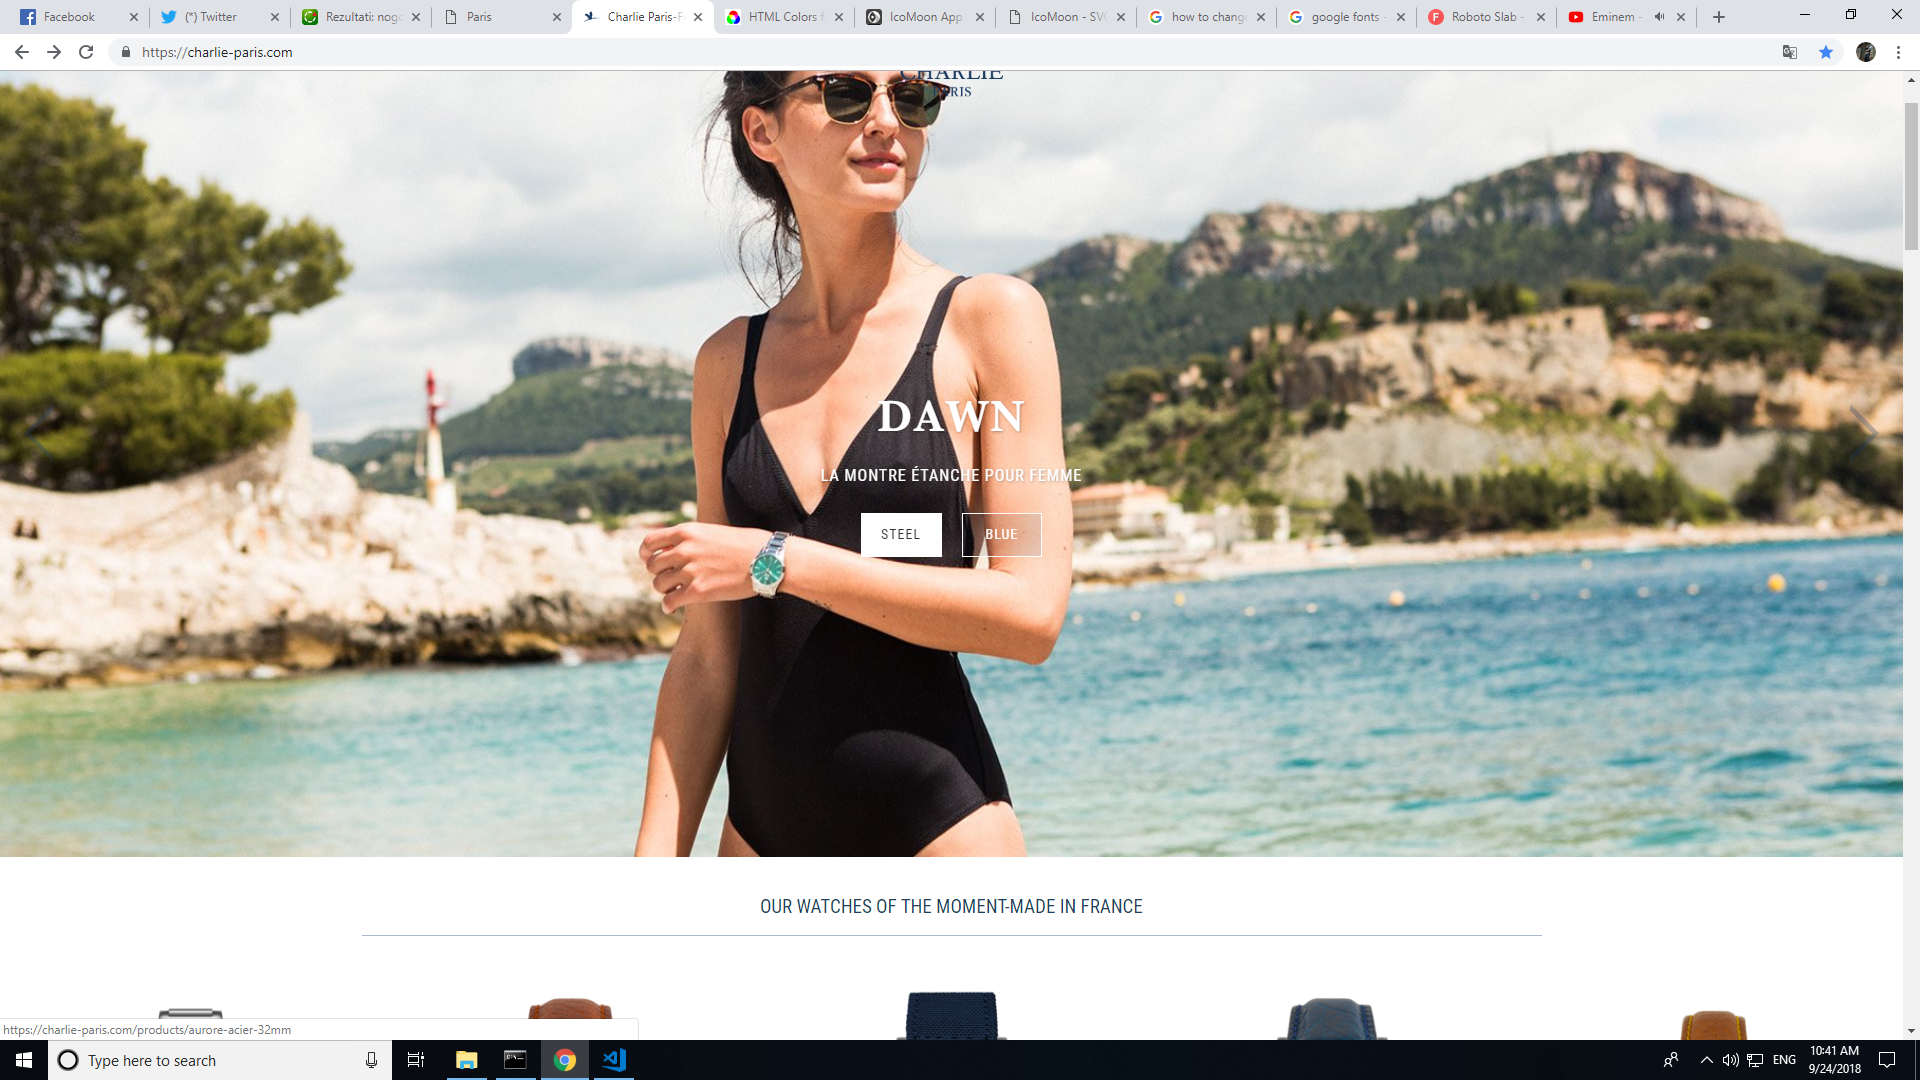 Facebook
(*) Twitter
Rezultati: nogo
Paris
Charlie Paris-F
HTML Colors f
IcoMoon App
IcoMoon - SVG
how to change
google fonts -
Roboto Slab -
Eminem -
https://charlie-paris.com
CHARLIE
PARIS
DAWN
LA MONTRE ÉTANCHE POUR FEMME
STEEL
BLUE
OUR WATCHES OF THE MOMENT-MADE IN FRANCE
https://charlie-paris.com/products/aurore-acier-32mm
Type here to search
ENG
10:41 AM
9/24/2018